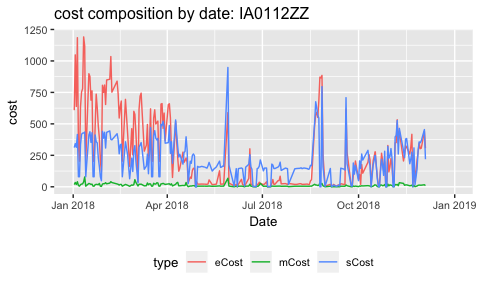 cost composition by date: IA0112ZZ
1250
1000
750
500
250
0
cost
Jan 2018
Apr 2018
Jul 2018
Oct 2018
Jan 2019
Date
type
eCost
mCost
sCost